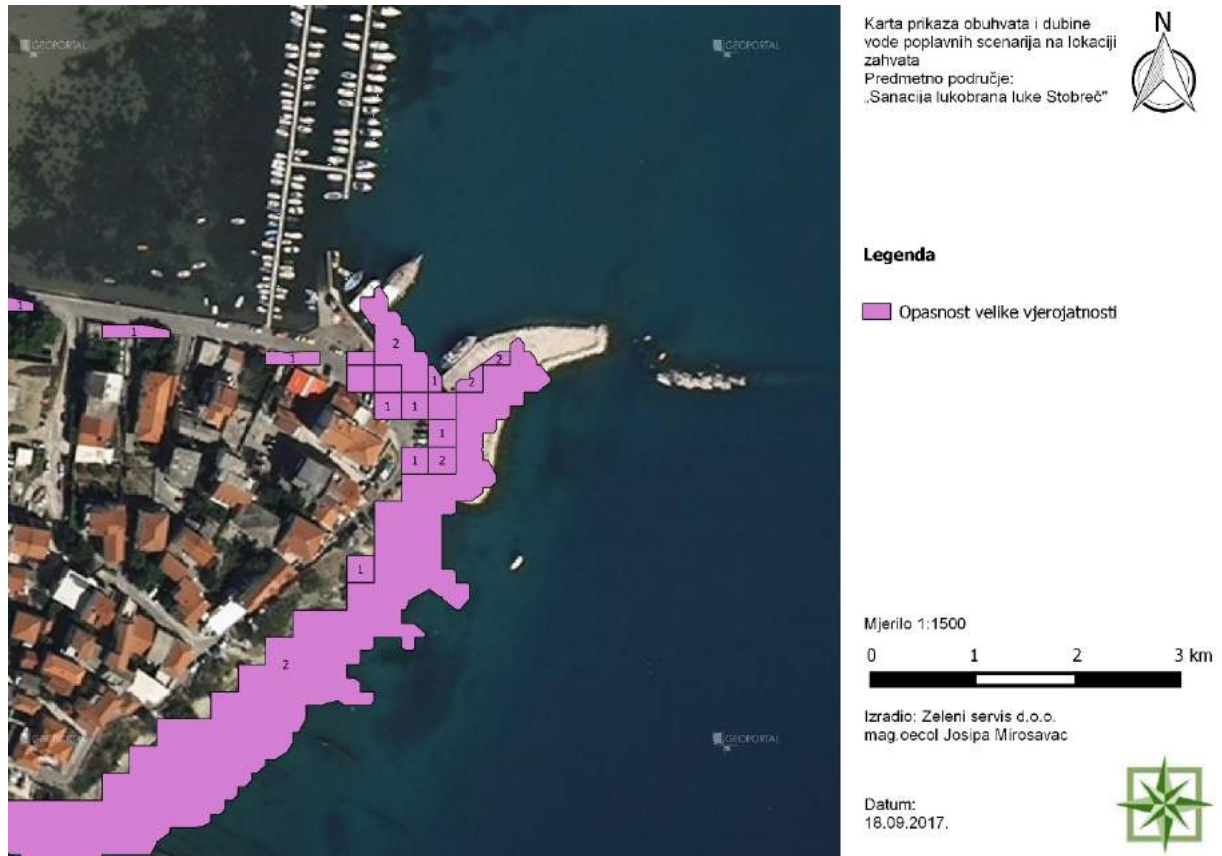 GEOPORTAL
GEOPORTAL
1
1
1
2
1
2
2
1
1
1
1
2
1
2
GEOPORTAL
GEOPORTAL
Karta prikaza obuhvata i dubine
vode poplavnih scenarija na lokaciji
zahvata
Predmetno područje:
„Sanacija lukobrana luke Stobreč"
N
Legenda
Opasnost velike vjerojatnosti
Mjerilo 1:1500
0 1 2 3 km
Izradio: Zeleni servis d.o.o.
mag.oecol Josipa Mirosavac
Datum:
18.09.2017.